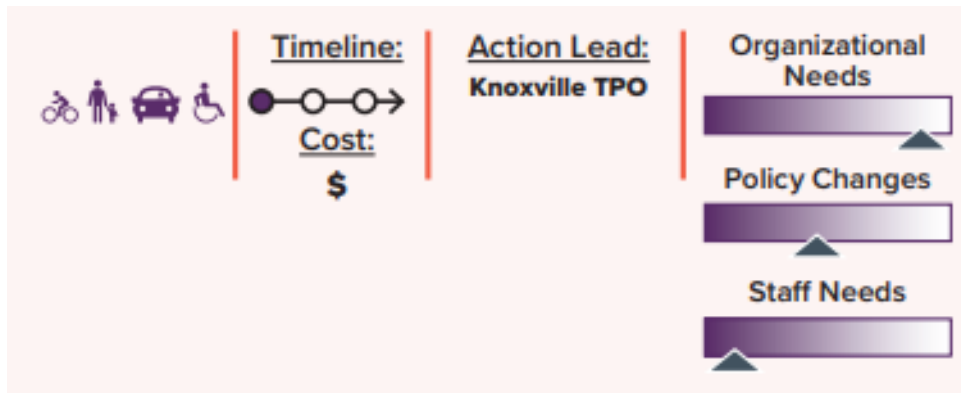 Timeline:
Cost:
$
Action Lead:
Knoxville TPO
Organizational
Needs
Policy Changes
Staff Needs